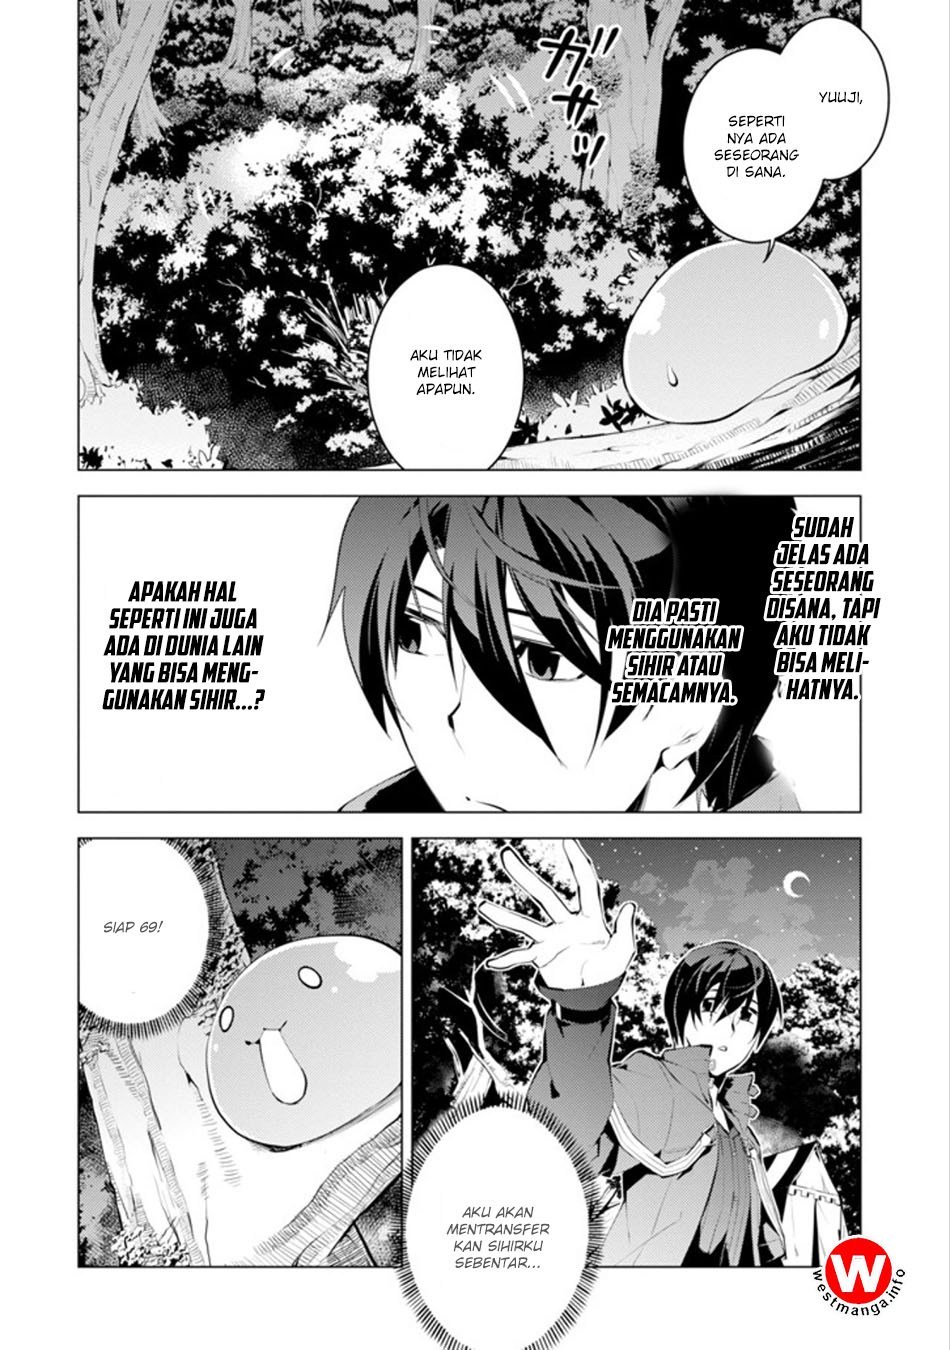 YUUJI,
SEPERTI
NYA ADA
SESEORANG
DI SANA.
ガサッ
AKU TIDAK
MELIHAT
APAPUN.
SUDAH
JELAS ADA
SESEORANG
DISANA, TAPI
AKU TIDAK
BISA MELI-
HATNYA.
DIA PASTI
MENGGUNAKAN
SIHIR ATAU
SEMACAMNYA.
APAKAH HAL
SEPERTI INI JUGA
ADA DI DUNIA LAIN
YANG BISA MENG-
GUNAKAN SIHIR...?
AKU AKAN
MENTRANSFER
KAN SIHIRKU
SEBENTAR...
SIAP 69!
W
westmanga.info